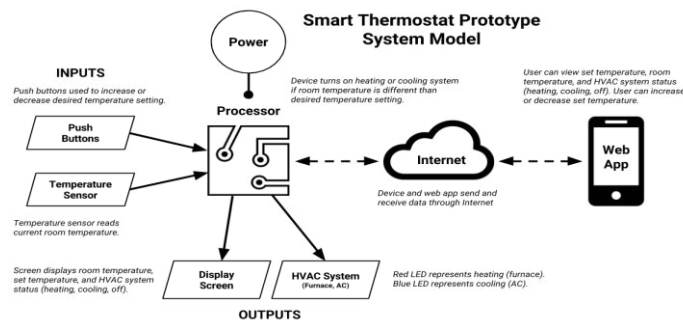 Smart Thermostat Prototype
System Model
Power
INPUTS
Push buttons used to increase or
decrease desired temperature setting.
Push
Buttons
Temperature
Sensor
Temperature sensor reads
current room temperature.
Processor
Device turns on heating or cooling system
if room temperature is different than
desired temperature setting.
Internet
Device and web app send and
receive data through Internet
User can view set temperature, room
temperature, and HVAC system status
(heating, cooling, off). User can increase
or decrease set temperature.
Web
App
Screen displays room temperature,
set temperature, and HVAC system
status (heating, cooling, off).
Display
Screen
HVAC System
(Furnace, AC)
Red LED represents heating (furnace).
Blue LED represents cooling (AC).
OUTPUTS